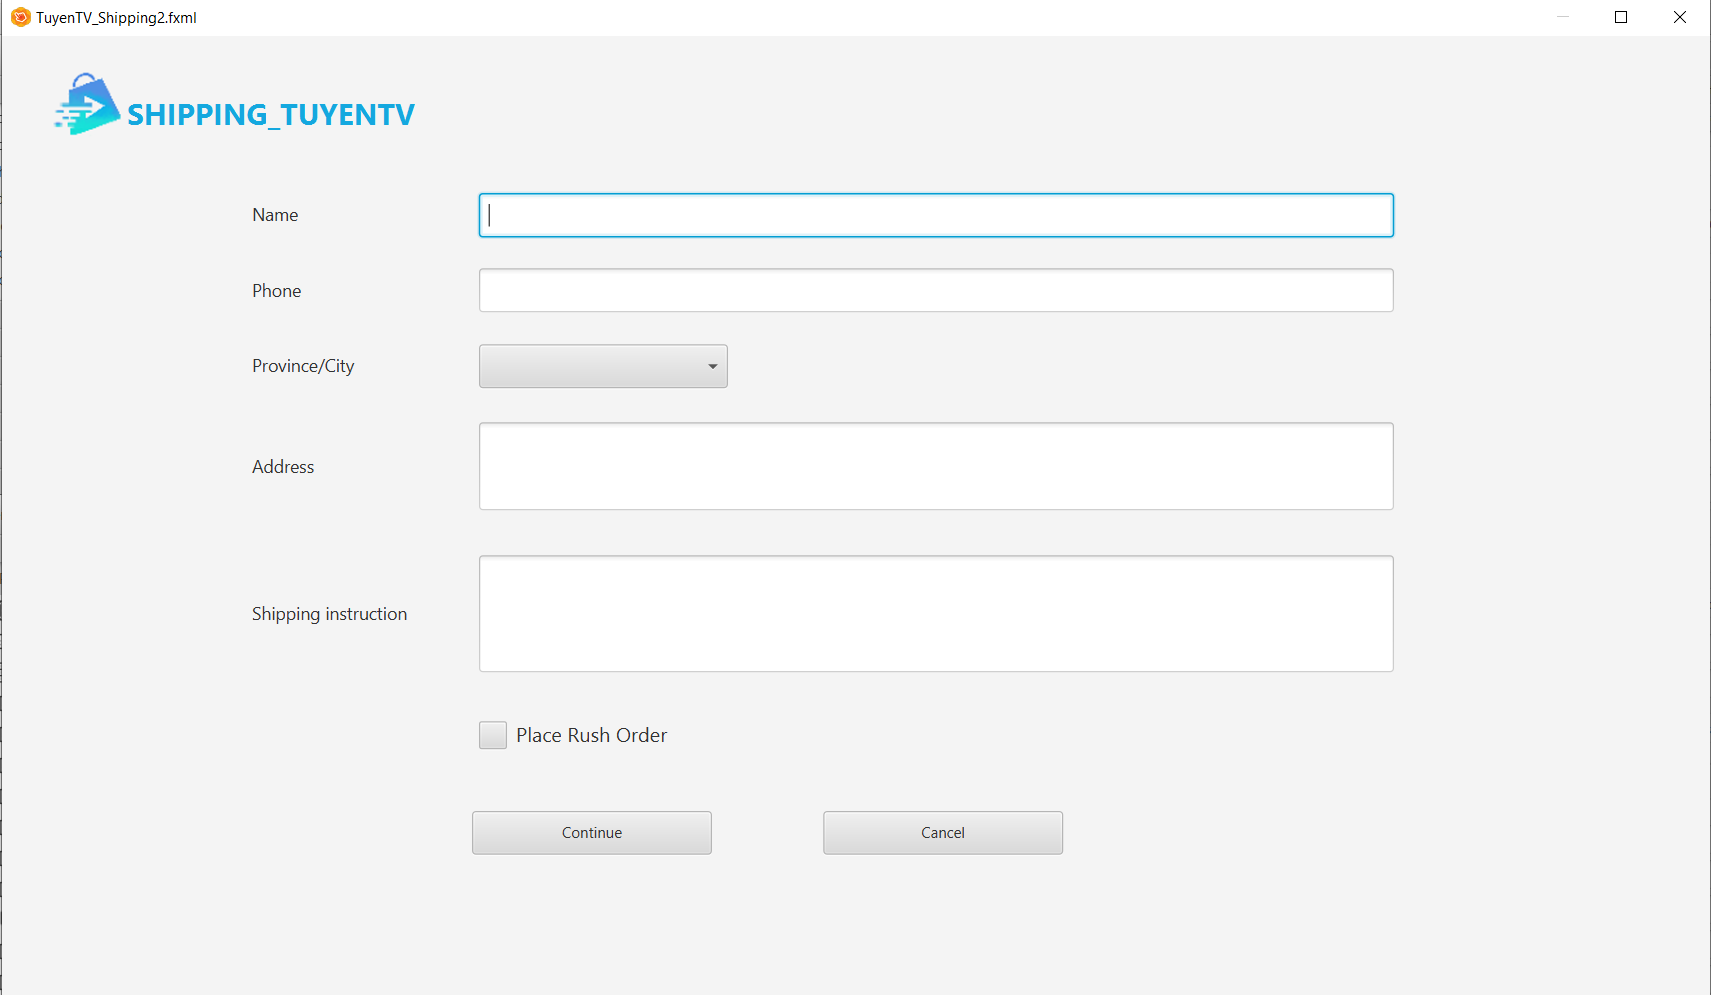 TuyenTV_Shipping2.fxml
SHIPPING_TUYENTV
Name
Phone
Province/City
Address
Shipping instruction
Place Rush Order
Continue
Cancel